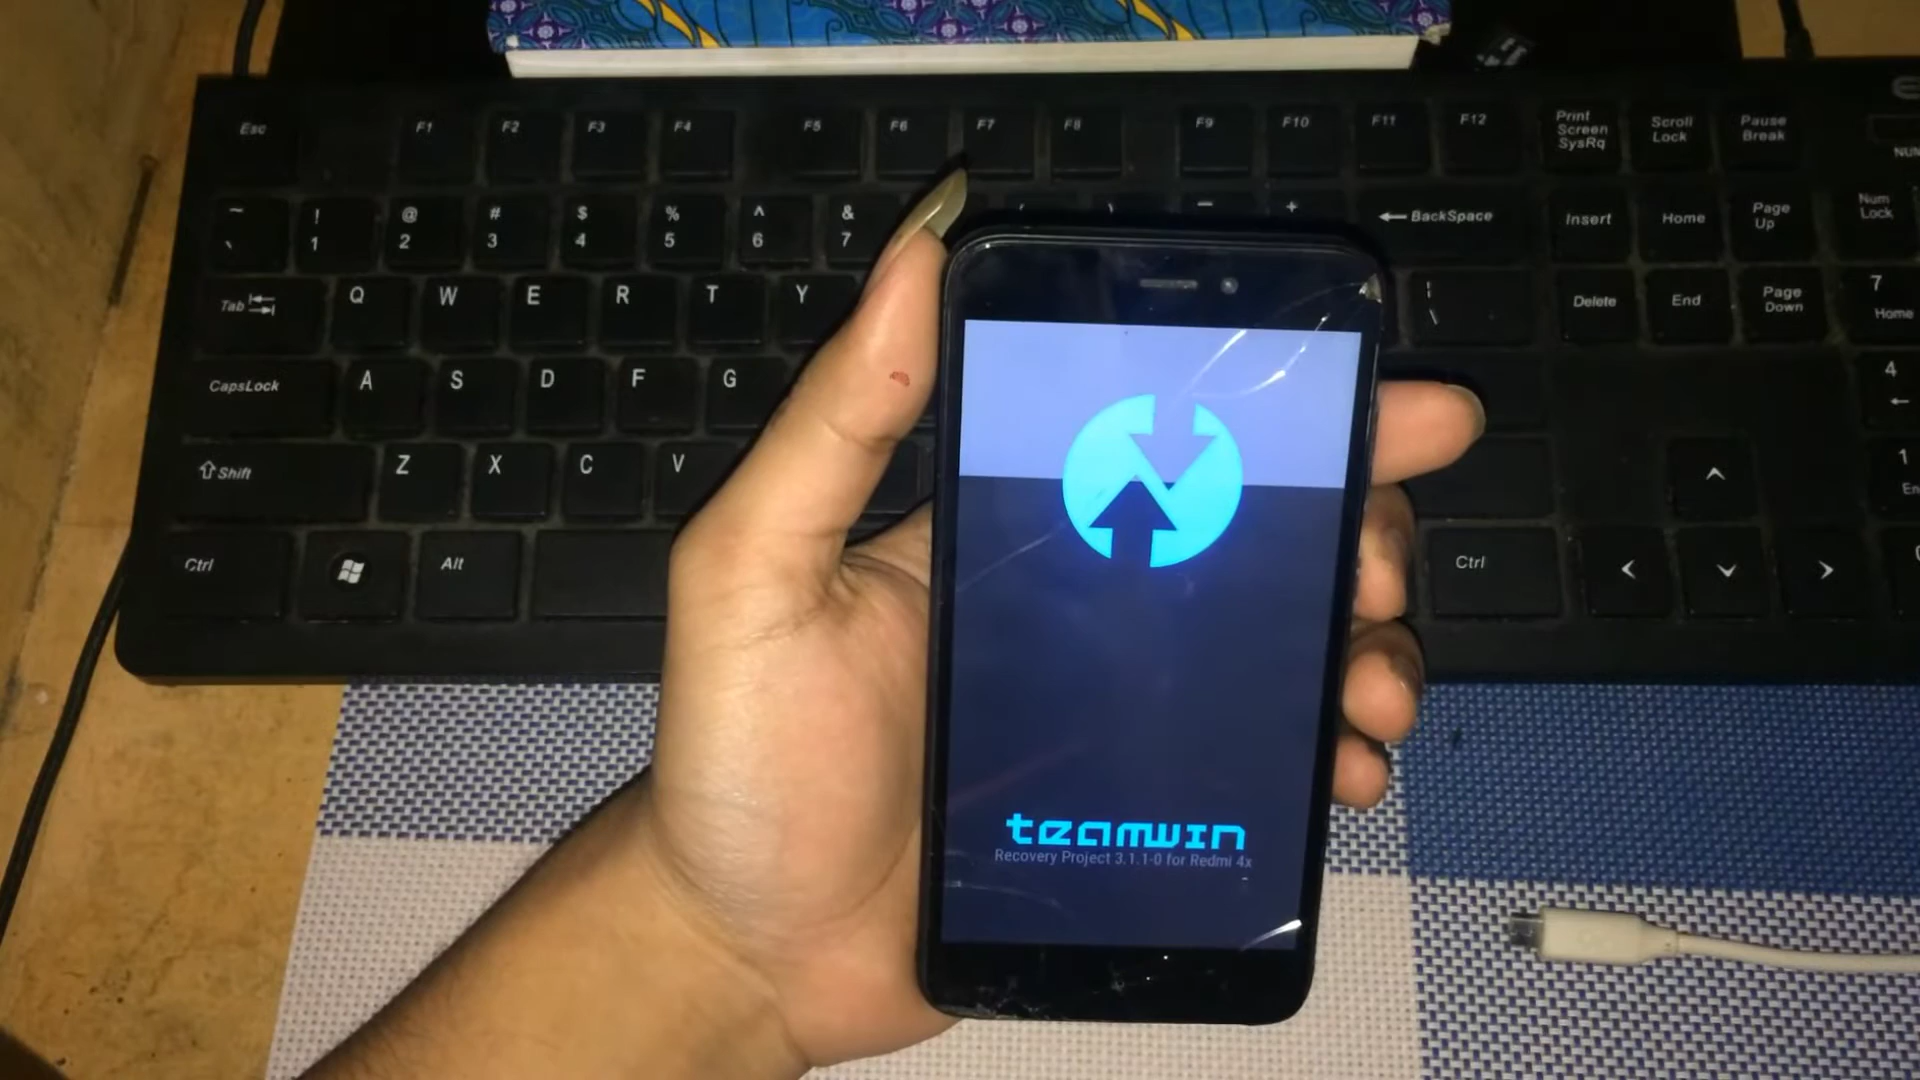 Esc F1 F2 F3 F4 F5 F6 F7 F8 F9 F10 F11 F12 Print Screen SysRq Scroll Lock Pause Break
~ ! @ # $ % ^ & ( ) – + ←BackSpace Insert Home Page Up Num Lock
` 1 2 3 4 5 6 7
Tab Q W E R T Y ¦ \ Delete End Page Down 7 Home
CapsLock A S D F G 4 ←
⇧Shift Z X C V ^ 1
Ctrl Alt Ctrl < ⌄ >
teamwin
Recovery Project 3.1.1-0 for Redmi 4x